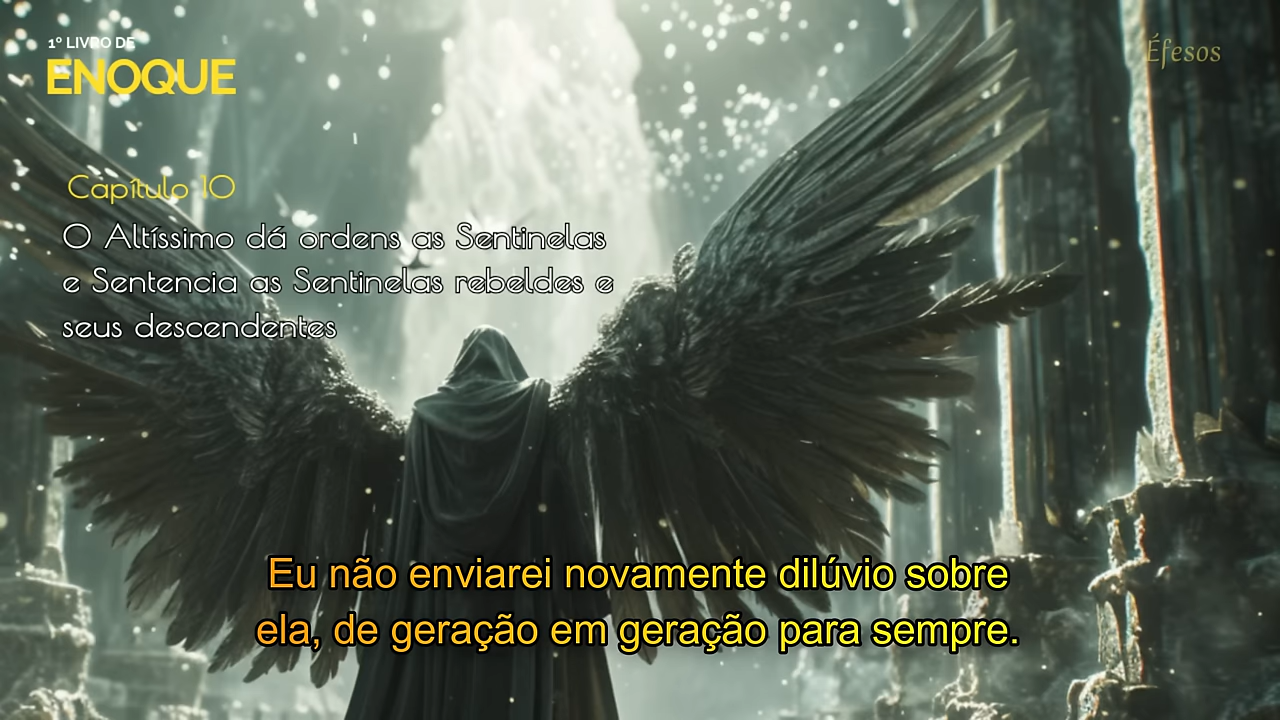 1º LIVRO DE
ENOQUE
Éfesos
Capítulo 10
O Altíssimo dá ordens as Sentinelas
e Sentencia as Sentinelas rebeldes e
seus descendentes
Eu não enviarei novamente dilúvio sobre
ela, de geração em geração para sempre.